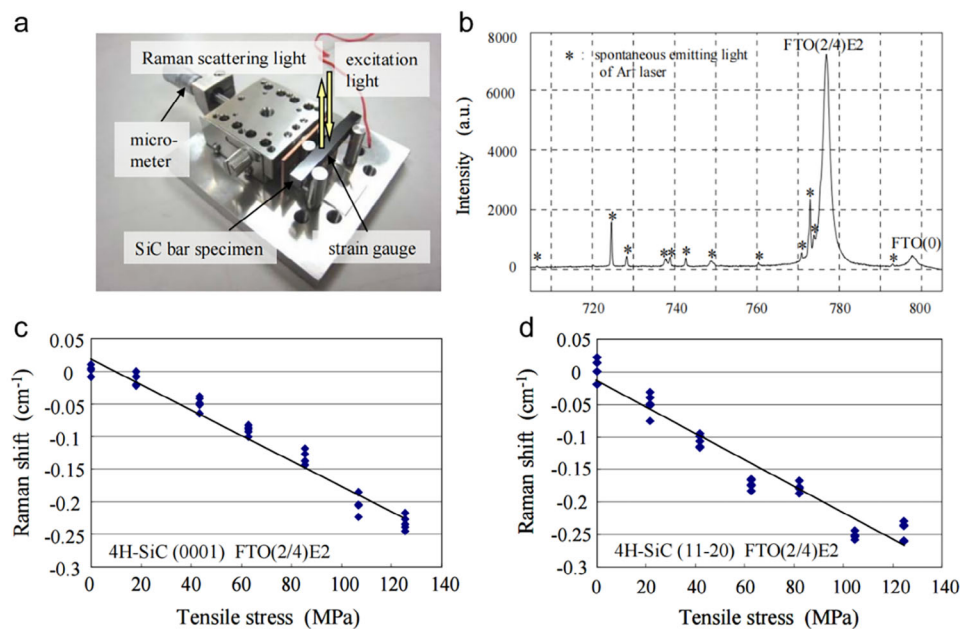 a
Raman scattering light
excitation
light
micro-
meter
SiC bar specimen
strain gauge
b
Intensity (a.u.)
8000
6000
4000
2000
0
FTO(2/4)E2
* : spontaneous emitting light
of Ar+ laser
* * * * * * * * * * * *
FTO(0)
720 740 760 780 800
c
Raman shift (cm⁻¹)
0.05
0
-0.05
-0.1
-0.15
-0.2
-0.25
-0.3
4H-SiC (0001) FTO(2/4)E2
0 20 40 60 80 100 120 140
Tensile stress (MPa)
d
Raman shift (cm⁻¹)
0.05
0
-0.05
-0.1
-0.15
-0.2
-0.25
-0.3
4H-SiC (11-20) FTO(2/4)E2
0 20 40 60 80 100 120 140
Tensile stress (MPa)